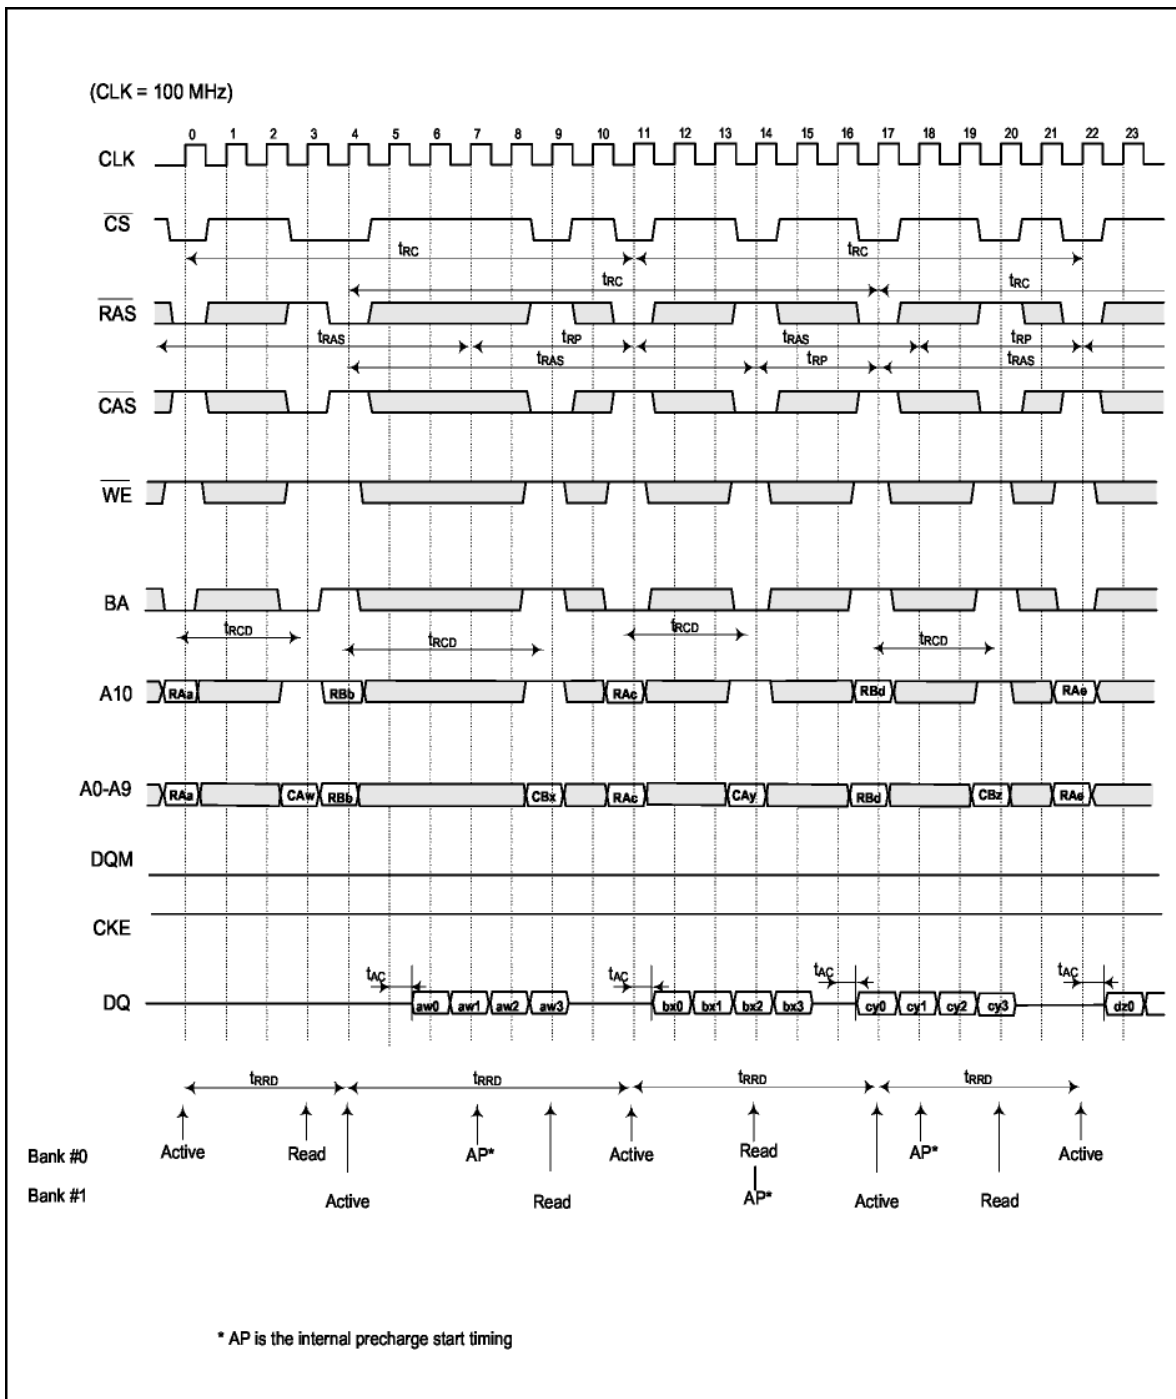 (CLK = 100 MHz)
0 1 2 3 4 5 6 7 8 9 10 11 12 13 14 15 16 17 18 19 20 21 22 23
CLK
CS
tRC tRC
tRC tRC
RAS
tRAS tRP tRAS tRP
tRAS tRP tRAS
CAS
WE
BA
tRCD tRCD tRCD tRCD
A10 RAa RBb RAc RBd RAe
A0-A9 RAa CAw RBb CBx RAc CAy RBd CBz RAe
DQM
CKE
tAC tAC tAC tAC
DQ aw0 aw1 aw2 aw3 bx0 bx1 bx2 bx3 cy0 cy1 cy2 cy3 dz0
tRRD tRRD tRRD tRRD
Bank #0 Active Read AP* Active Read AP* Active
Bank #1 Active Read AP* Active Read
* AP is the internal precharge start timing